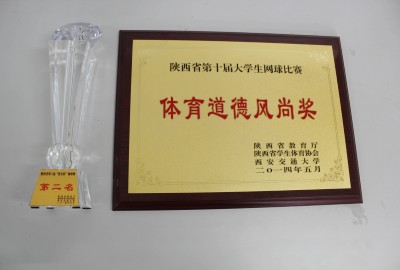 陕西省第十届大学生网球比赛
体育道德风尚奖
陕西省教育厅
陕西省学生体育协会
西安交通大学
二〇一四年五月
第二名